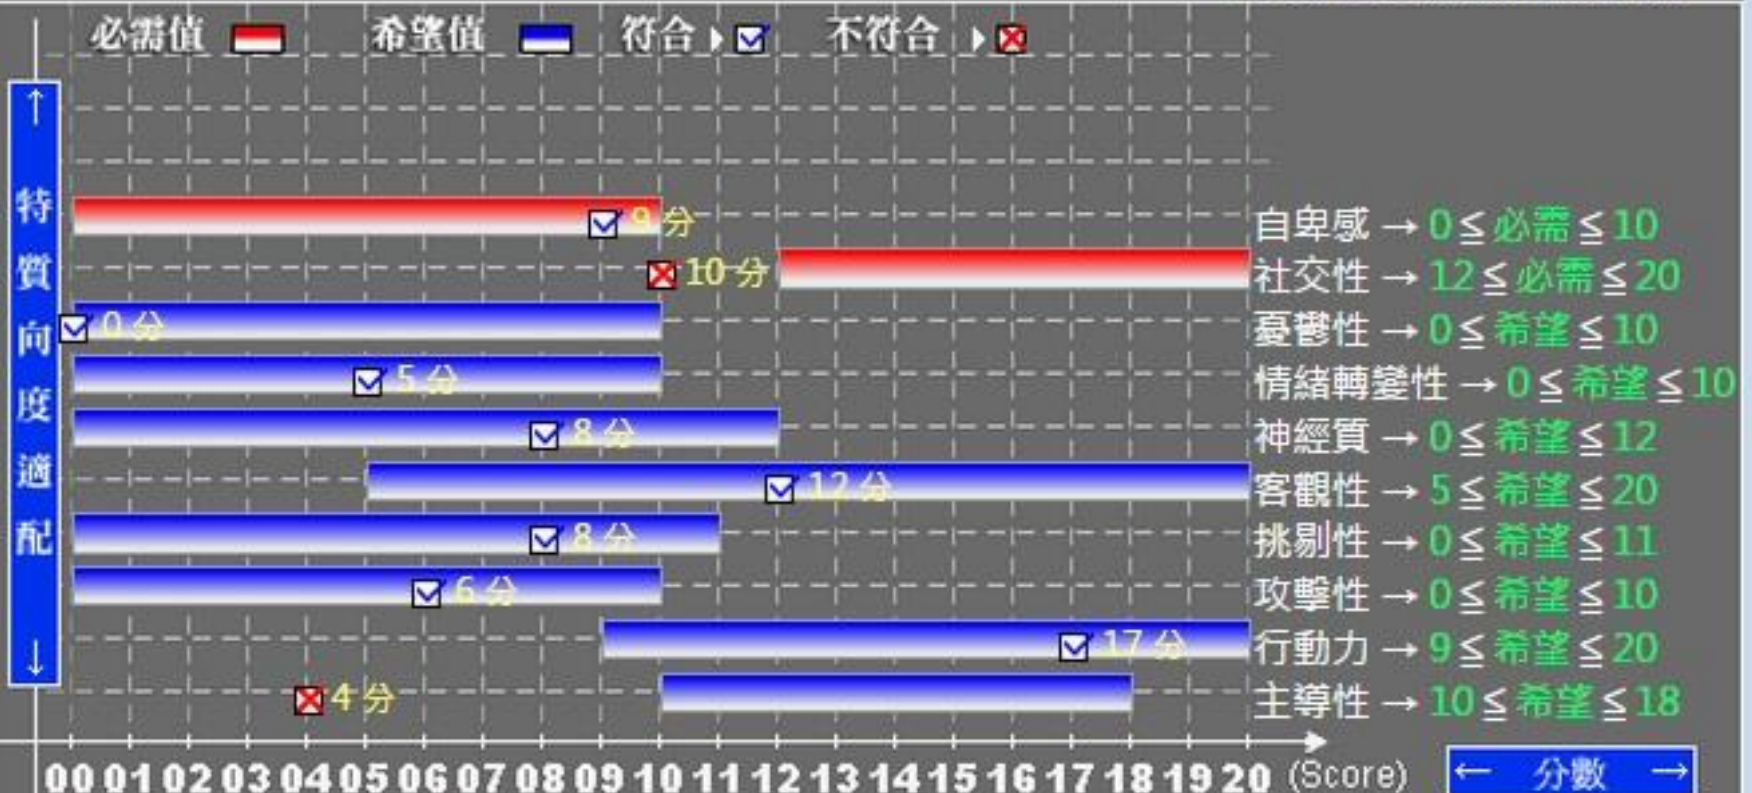 必需值 希望值 符合 不符合
↑ 特質向度適配 ↓
9 分 自卑感 → 0 ≦ 必需 ≦ 10
10 分 社交性 → 12 ≦ 必需 ≦ 20
0 分 憂鬱性 → 0 ≦ 希望 ≦ 10
5 分 情緒轉變性 → 0 ≦ 希望 ≦ 10
8 分 神經質 → 0 ≦ 希望 ≦ 12
12 分 客觀性 → 5 ≦ 希望 ≦ 20
8 分 挑剔性 → 0 ≦ 希望 ≦ 11
6 分 攻擊性 → 0 ≦ 希望 ≦ 10
17 分 行動力 → 9 ≦ 希望 ≦ 20
4 分 主導性 → 10 ≦ 希望 ≦ 18
00 01 02 03 04 05 06 07 08 09 10 11 12 13 14 15 16 17 18 19 20 (Score) ← 分數 →